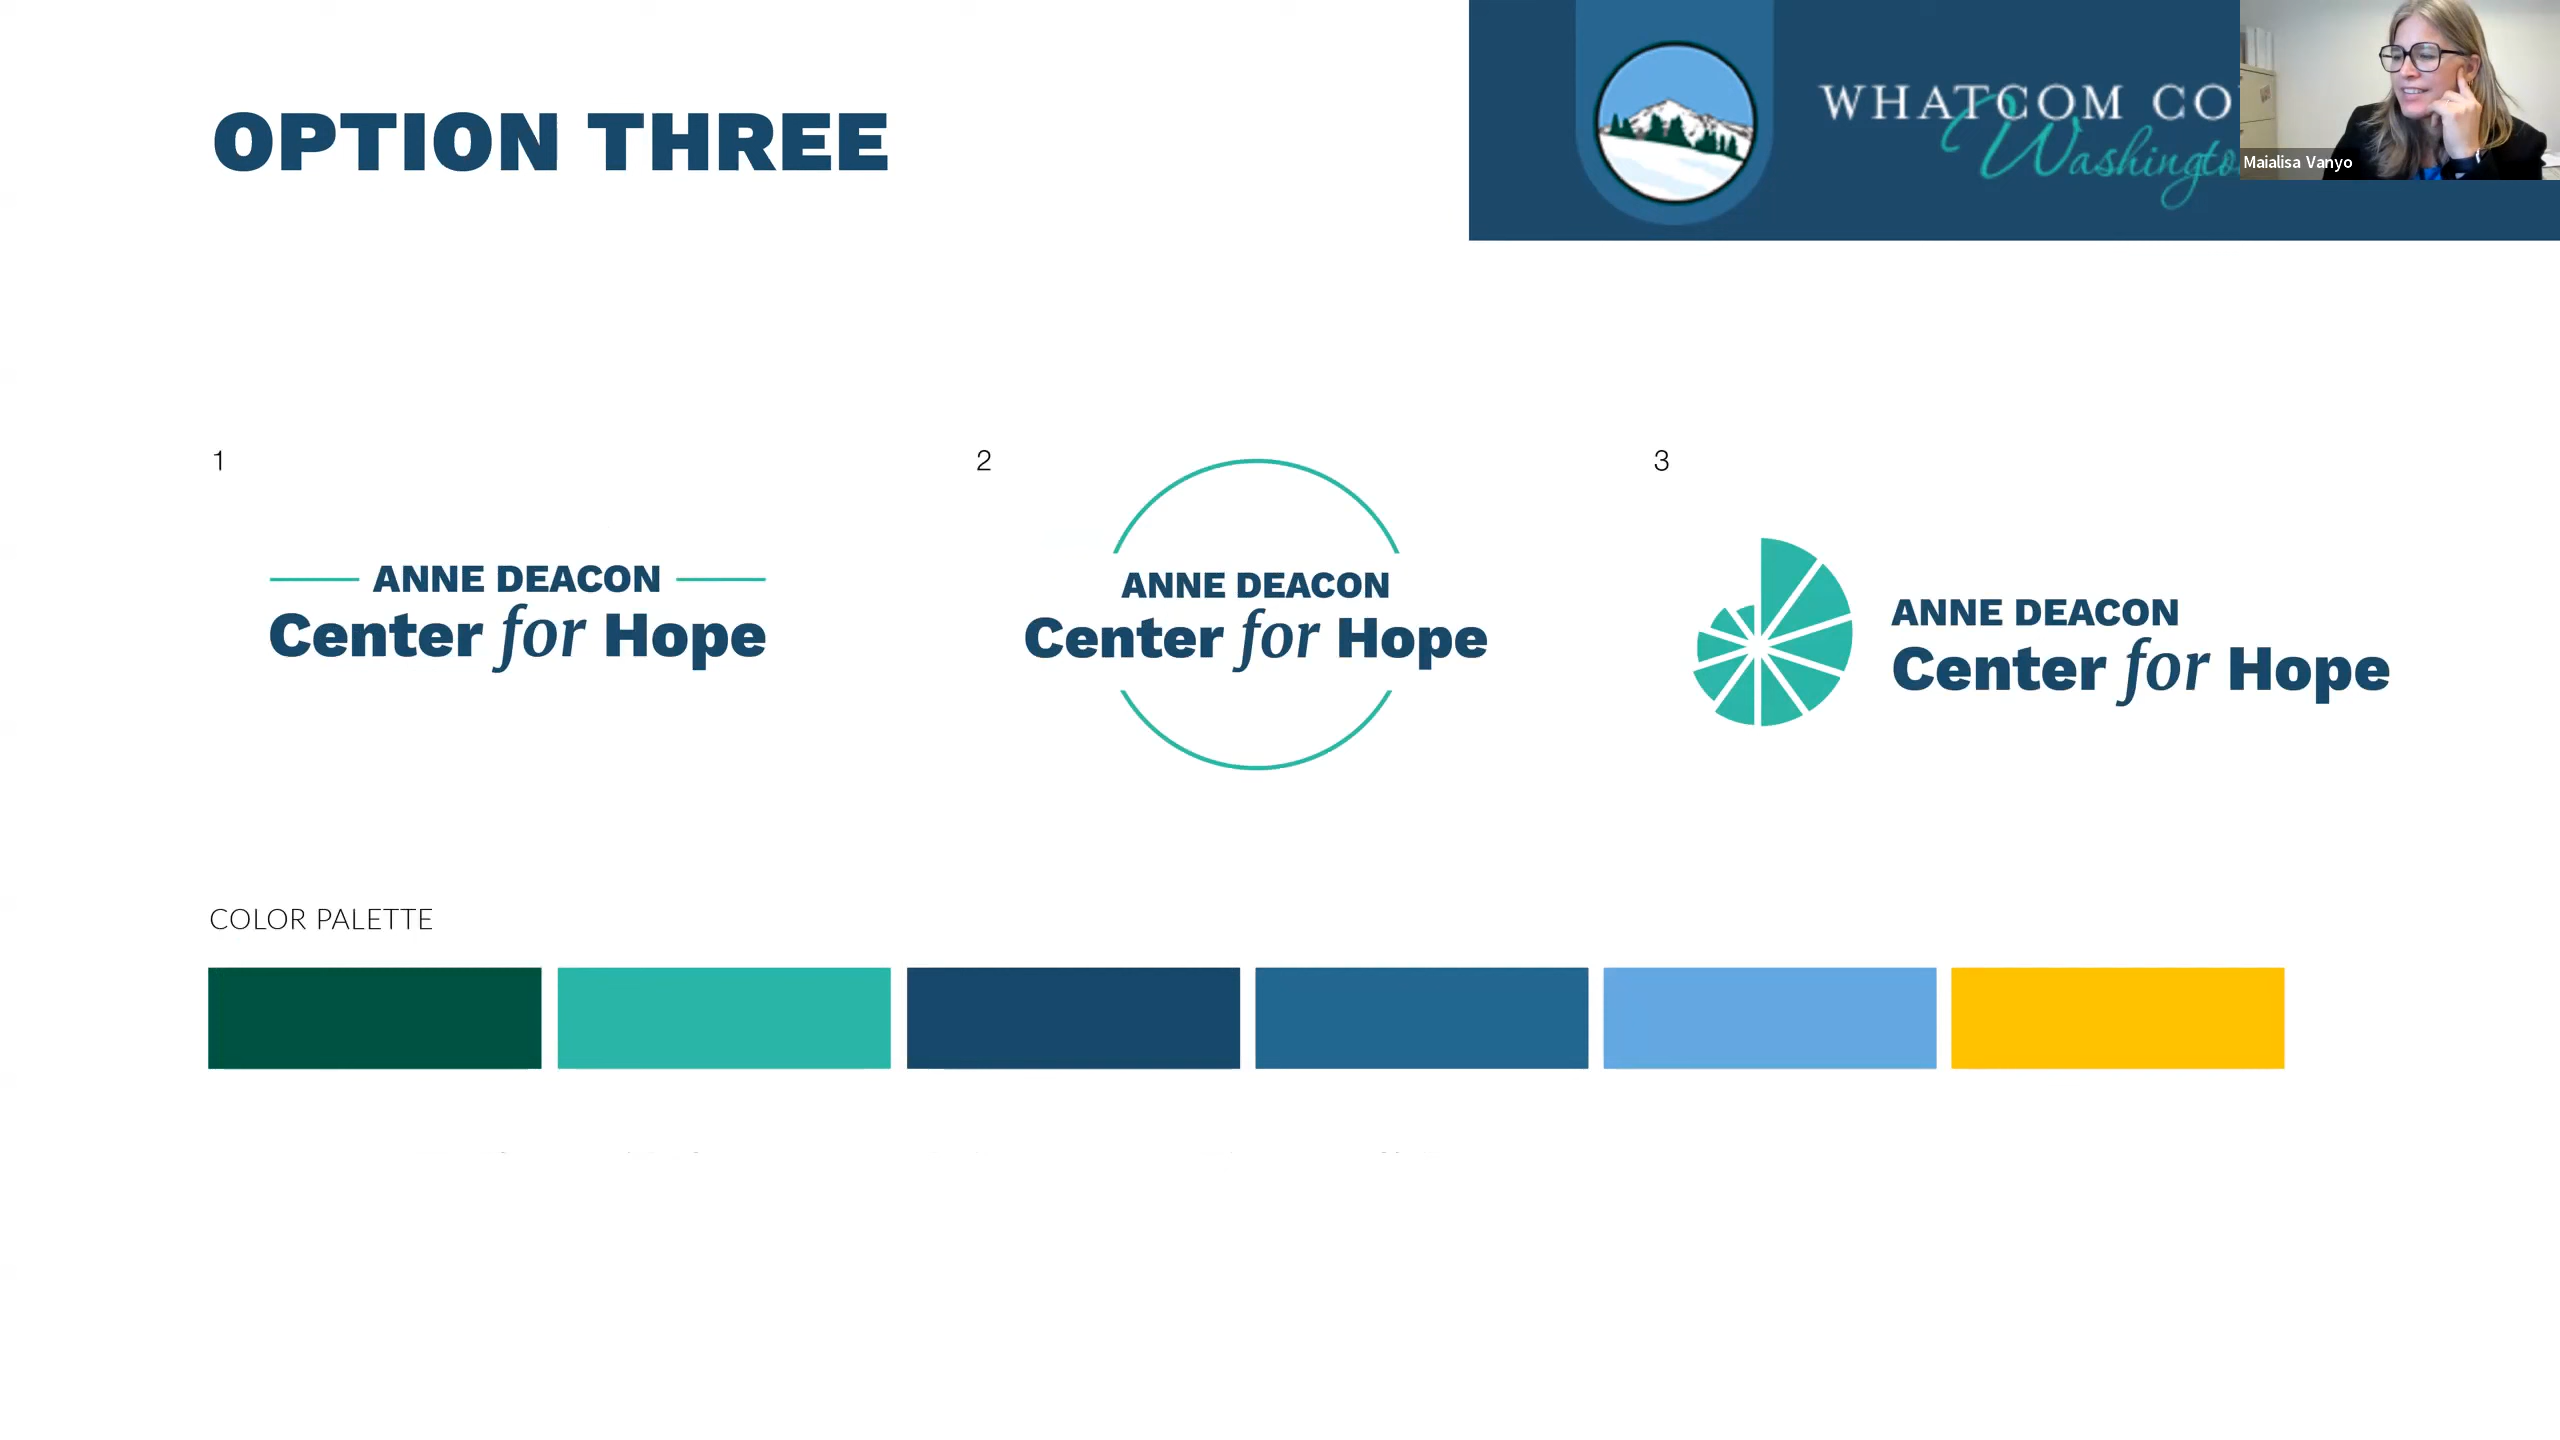 OPTION THREE
WHATCOM CO
Washingto
Maialisa Vanyo
1
2
3
ANNE DEACON
Center for Hope
ANNE DEACON
Center for Hope
ANNE DEACON
Center for Hope
COLOR PALETTE